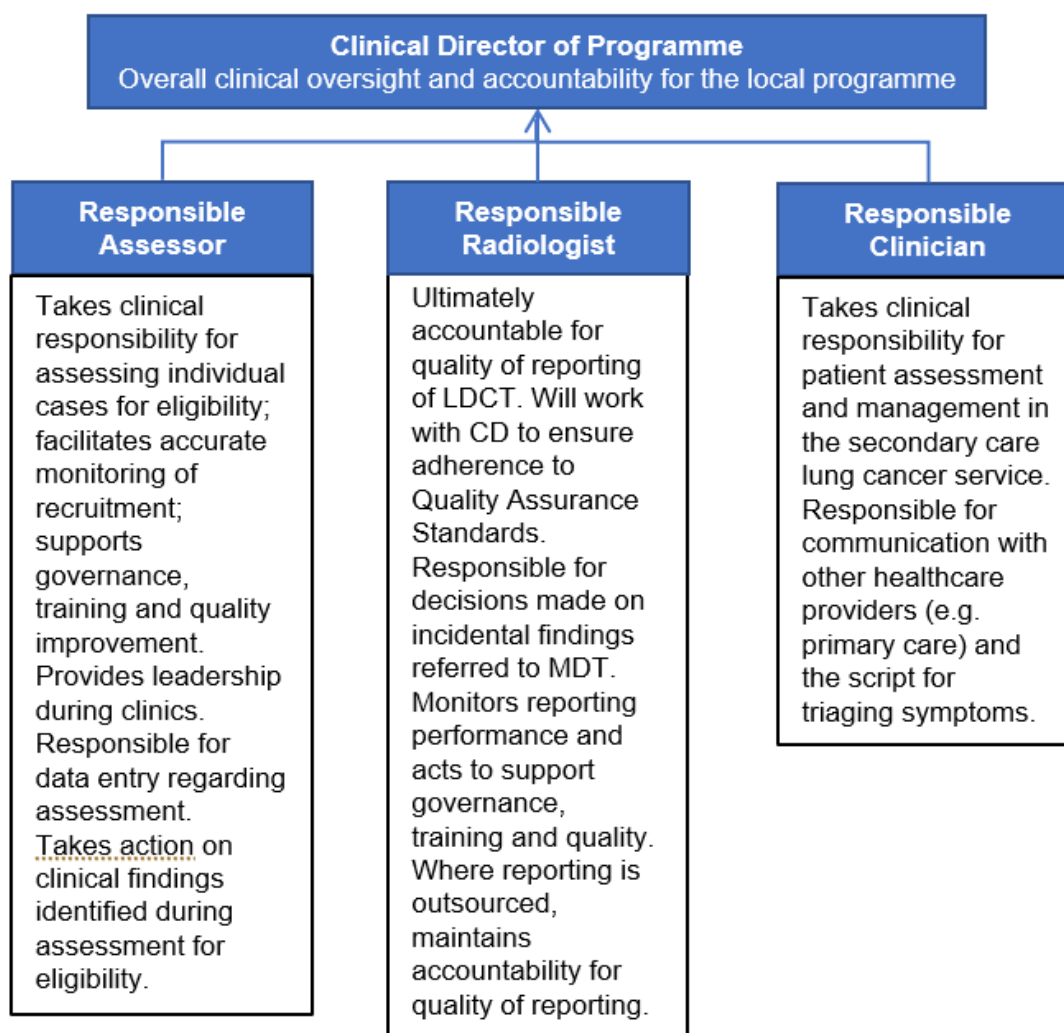 Clinical Director of Programme
Overall clinical oversight and accountability for the local programme
Responsible
Assessor
Takes clinical
responsibility for
assessing individual
cases for eligibility;
facilitates accurate
monitoring of
recruitment;
supports
governance,
training and quality
improvement.
Provides leadership
during clinics.
Responsible for
data entry regarding
assessment.
Takes action on
clinical findings
identified during
assessment for
eligibility.
Responsible
Radiologist
Ultimately
accountable for
quality of reporting
of LDCT. Will work
with CD to ensure
adherence to
Quality Assurance
Standards.
Responsible for
decisions made on
incidental findings
referred to MDT.
Monitors reporting
performance and
acts to support
governance,
training and quality.
Where reporting is
outsourced,
maintains
accountability for
quality of reporting.
Responsible
Clinician
Takes clinical
responsibility for
patient assessment
and management in
the secondary care
lung cancer service.
Responsible for
communication with
other healthcare
providers (e.g.
primary care) and
the script for
triaging symptoms.